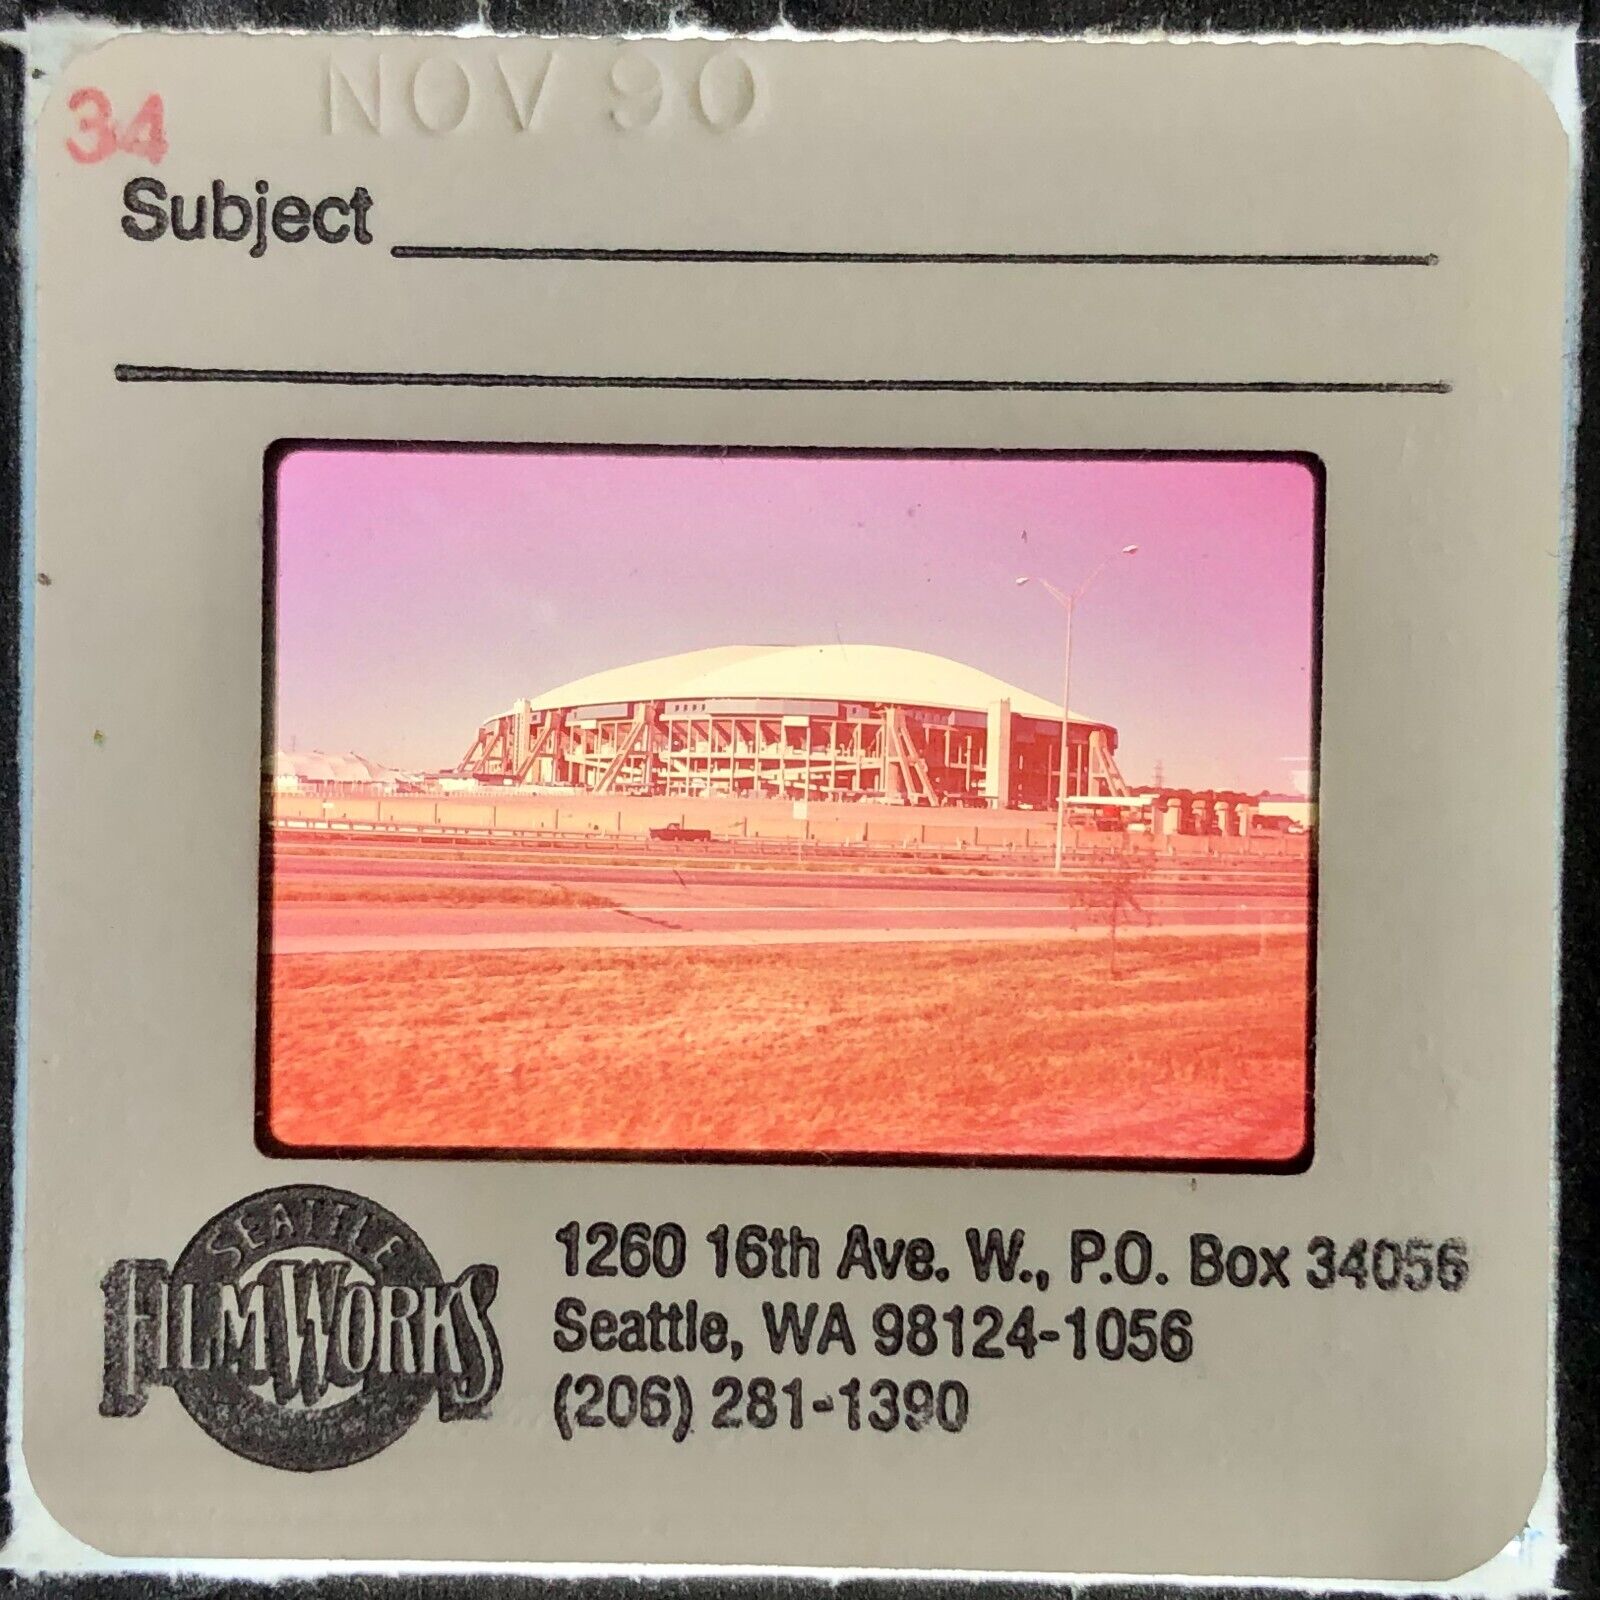 NOV 90
34
Subject
SEATTLE
FILMWORKS
1260 16th Ave. W., P.O. Box 34056
Seattle, WA 98124-1056
(206) 281-1390